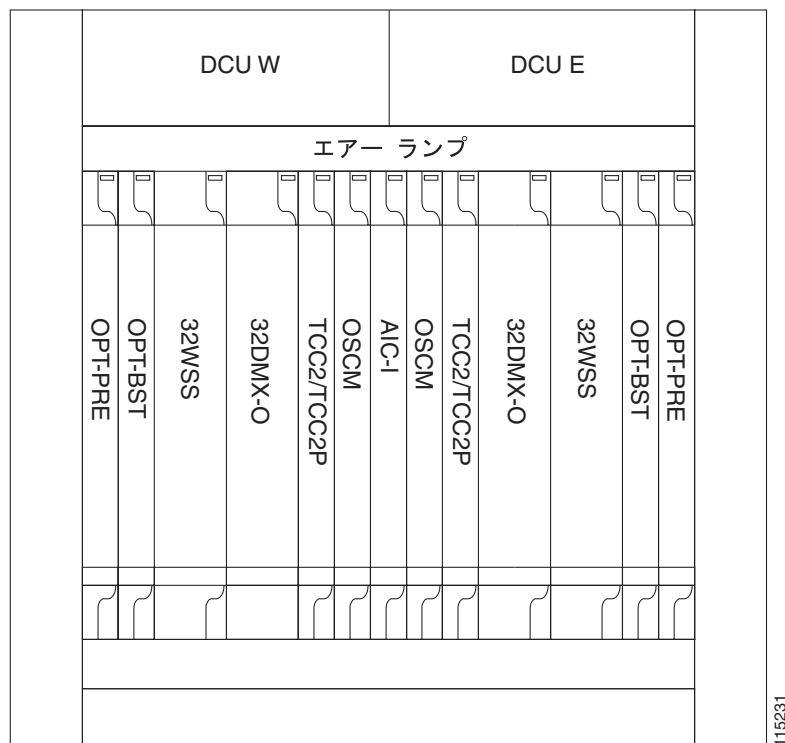 DCU W
DCU E
エアー ランプ
OPT-PRE
OPT-BST
32WSS
32DMX-O
TCC2/TCC2P
OSCM
AIC-I
OSCM
TCC2/TCC2P
32DMX-O
32WSS
OPT-BST
OPT-PRE
115231